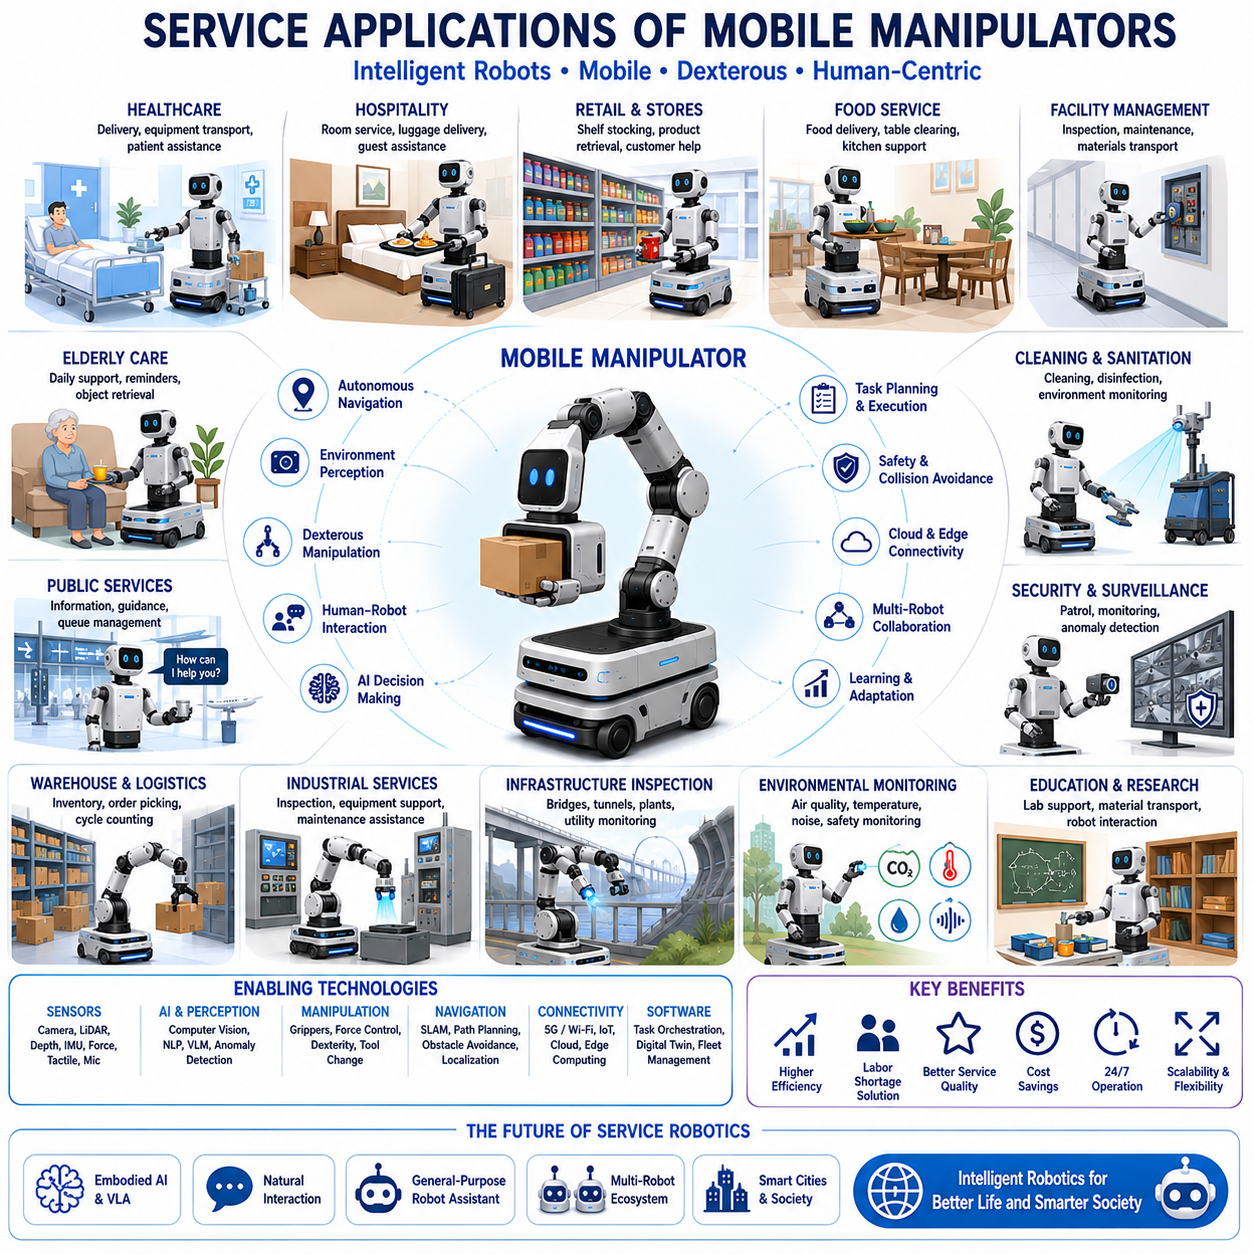 SERVICE APPLICATIONS OF MOBILE MANIPULATORS
Intelligent Robots • Mobile • Dexterous • Human-Centric
HEALTHCARE
Delivery, equipment transport,
patient assistance
HOSPITALITY
Room service, luggage delivery,
guest assistance
RETAIL & STORES
Shelf stocking, product
retrieval, customer help
FOOD SERVICE
Food delivery, table clearing,
kitchen support
FACILITY MANAGEMENT
Inspection, maintenance,
materials transport
ELDERLY CARE
Daily support, reminders,
object retrieval
MOBILE MANIPULATOR
Autonomous
Navigation
Environment
Perception
Dexterous
Manipulation
Human-Robot
Interaction
AI Decision
Making
Task Planning
& Execution
Safety &
Collision Avoidance
Cloud & Edge
Connectivity
Multi-Robot
Collaboration
Learning &
Adaptation
CLEANING & SANITATION
Cleaning, disinfection,
environment monitoring
PUBLIC SERVICES
Information, guidance,
queue management
How can
I help you?
SECURITY & SURVEILLANCE
Patrol, monitoring,
anomaly detection
WAREHOUSE & LOGISTICS
Inventory, order picking,
cycle counting
INDUSTRIAL SERVICES
Inspection, equipment support,
maintenance assistance
INFRASTRUCTURE INSPECTION
Bridges, tunnels, plants,
utility monitoring
ENVIRONMENTAL MONITORING
Air quality, temperature,
noise, safety monitoring
CO₂
EDUCATION & RESEARCH
Lab support, material transport,
robot interaction
ENABLING TECHNOLOGIES
SENSORS
Camera, LiDAR,
Depth, IMU, Force,
Tactile, Mic
AI & PERCEPTION
Computer Vision,
NLP, VLM, Anomaly
Detection
MANIPULATION
Grippers, Force Control,
Dexterity, Tool
Change
NAVIGATION
SLAM, Path Planning,
Obstacle Avoidance,
Localization
CONNECTIVITY
5G / Wi-Fi, IoT,
Cloud, Edge
Computing
SOFTWARE
Task Orchestration,
Digital Twin, Fleet
Management
KEY BENEFITS
Higher
Efficiency
Labor
Shortage
Solution
Better Service
Quality
$
Cost
Savings
24/7
Operation
Scalability &
Flexibility
THE FUTURE OF SERVICE ROBOTICS
Embodied AI
& VLA
Natural
Interaction
General-Purpose
Robot Assistant
Multi-Robot
Ecosystem
Smart Cities
& Society
Intelligent Robotics for
Better Life and Smarter Society